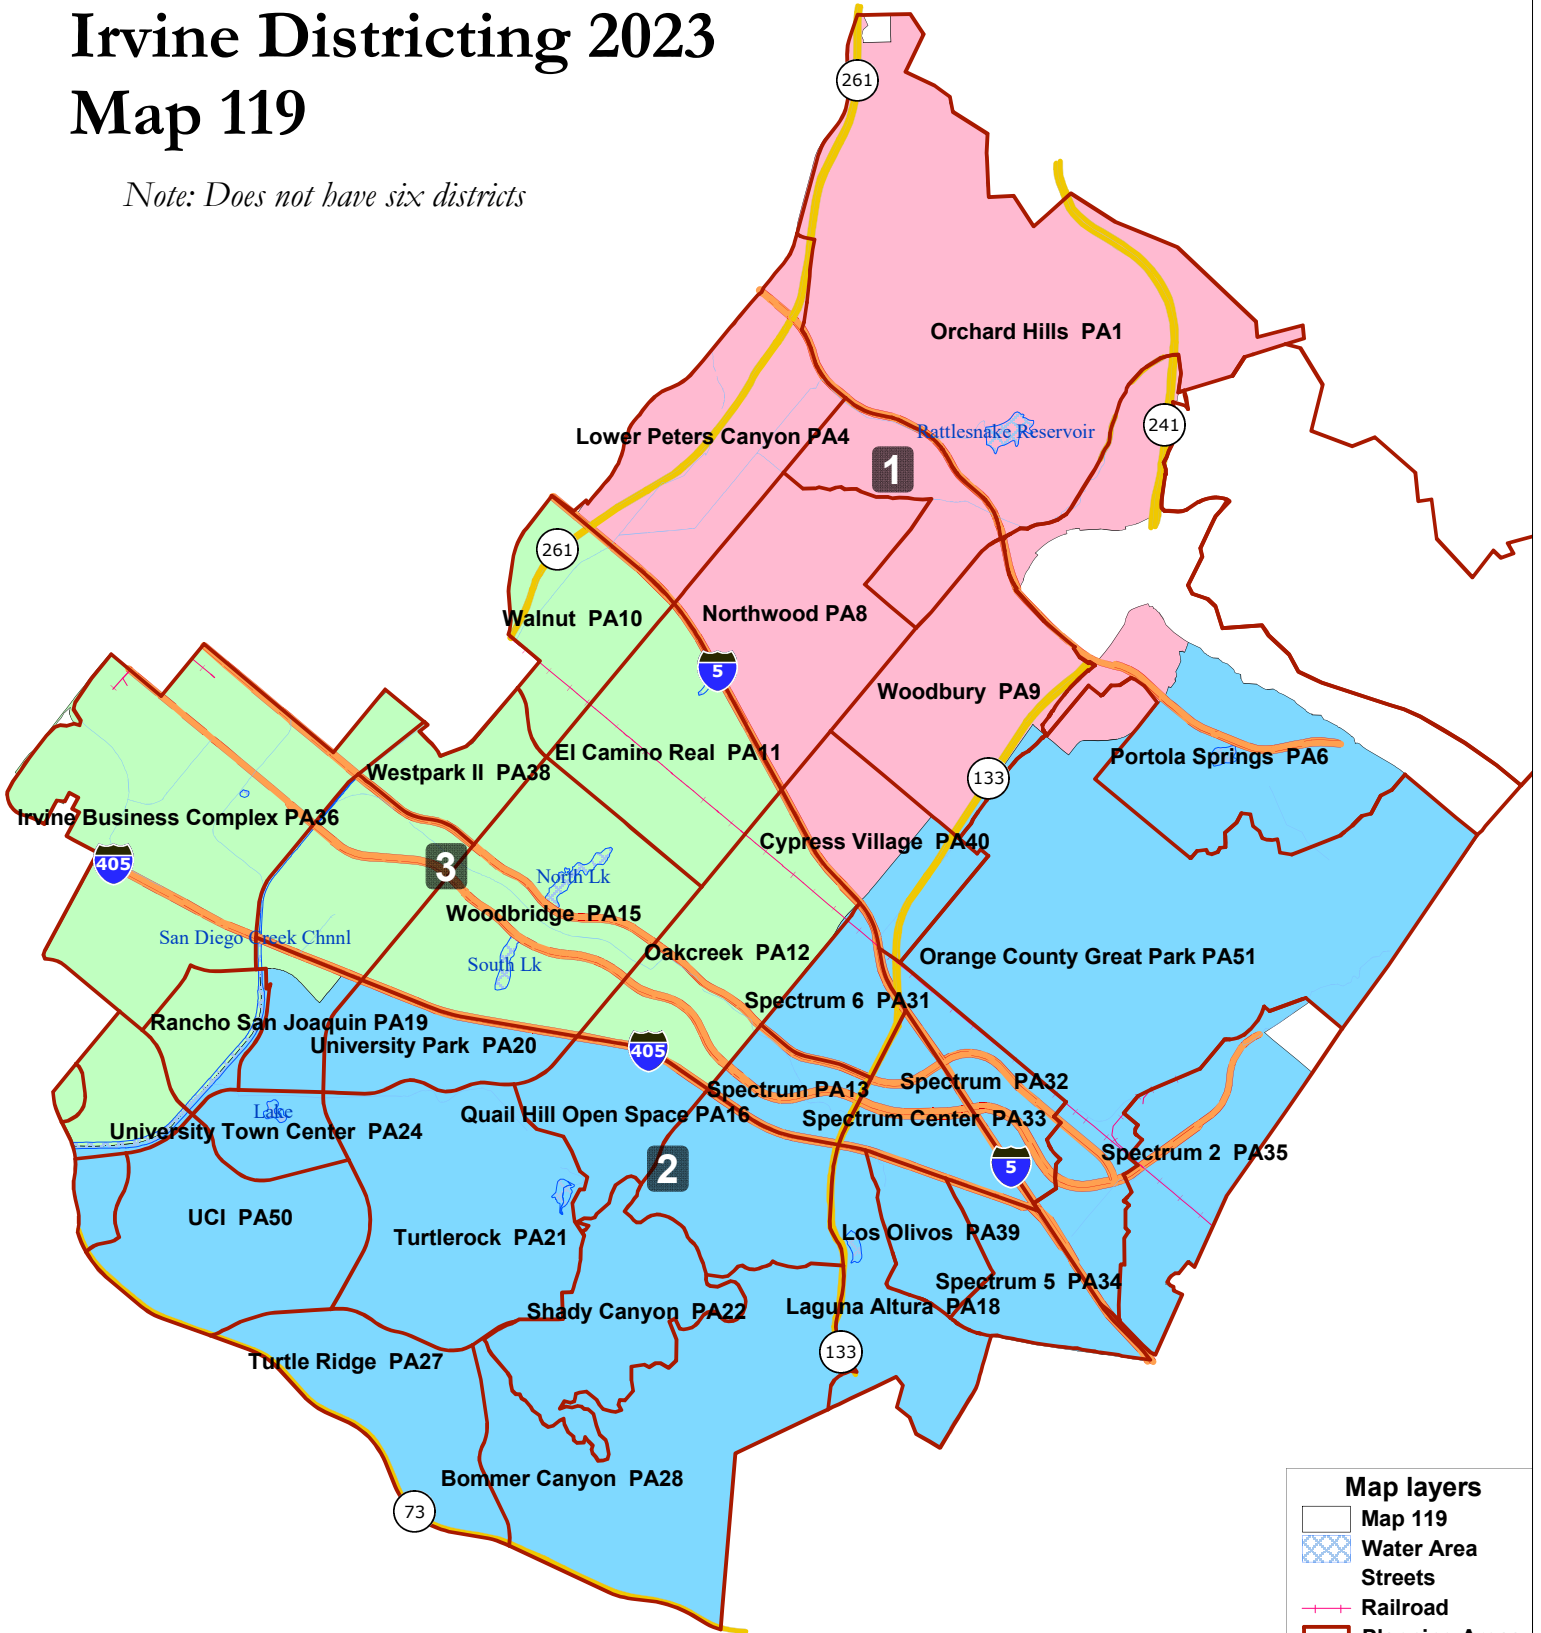 Irvine Districting 2023
Map 119
Note: Does not have six districts
261
Orchard Hills PA1
Rattlesnake Reservoir
241
Lower Peters Canyon PA4
1
261
Walnut PA10
Northwood PA8
5
Woodbury PA9
El Camino Real PA11
Portola Springs PA6
Westpark II PA38
133
Irvine Business Complex PA36
Cypress Village PA40
405
3
North Lk
Woodbridge PA15
San Diego Creek Chnnl
Oakcreek PA12
Orange County Great Park PA51
South Lk
Spectrum 6 PA31
Rancho San Joaquin PA19
University Park PA20
405
Spectrum PA13
Spectrum PA32
Lake
Quail Hill Open Space PA16
Spectrum Center PA33
University Town Center PA24
Spectrum 2 PA35
2
5
UCI PA50
Turtlerock PA21
Los Olivos PA39
Spectrum 5 PA34
Shady Canyon PA22
Laguna Altura PA18
133
Turtle Ridge PA27
Bommer Canyon PA28
73
Map layers
Map 119
Water Area
Streets
Railroad